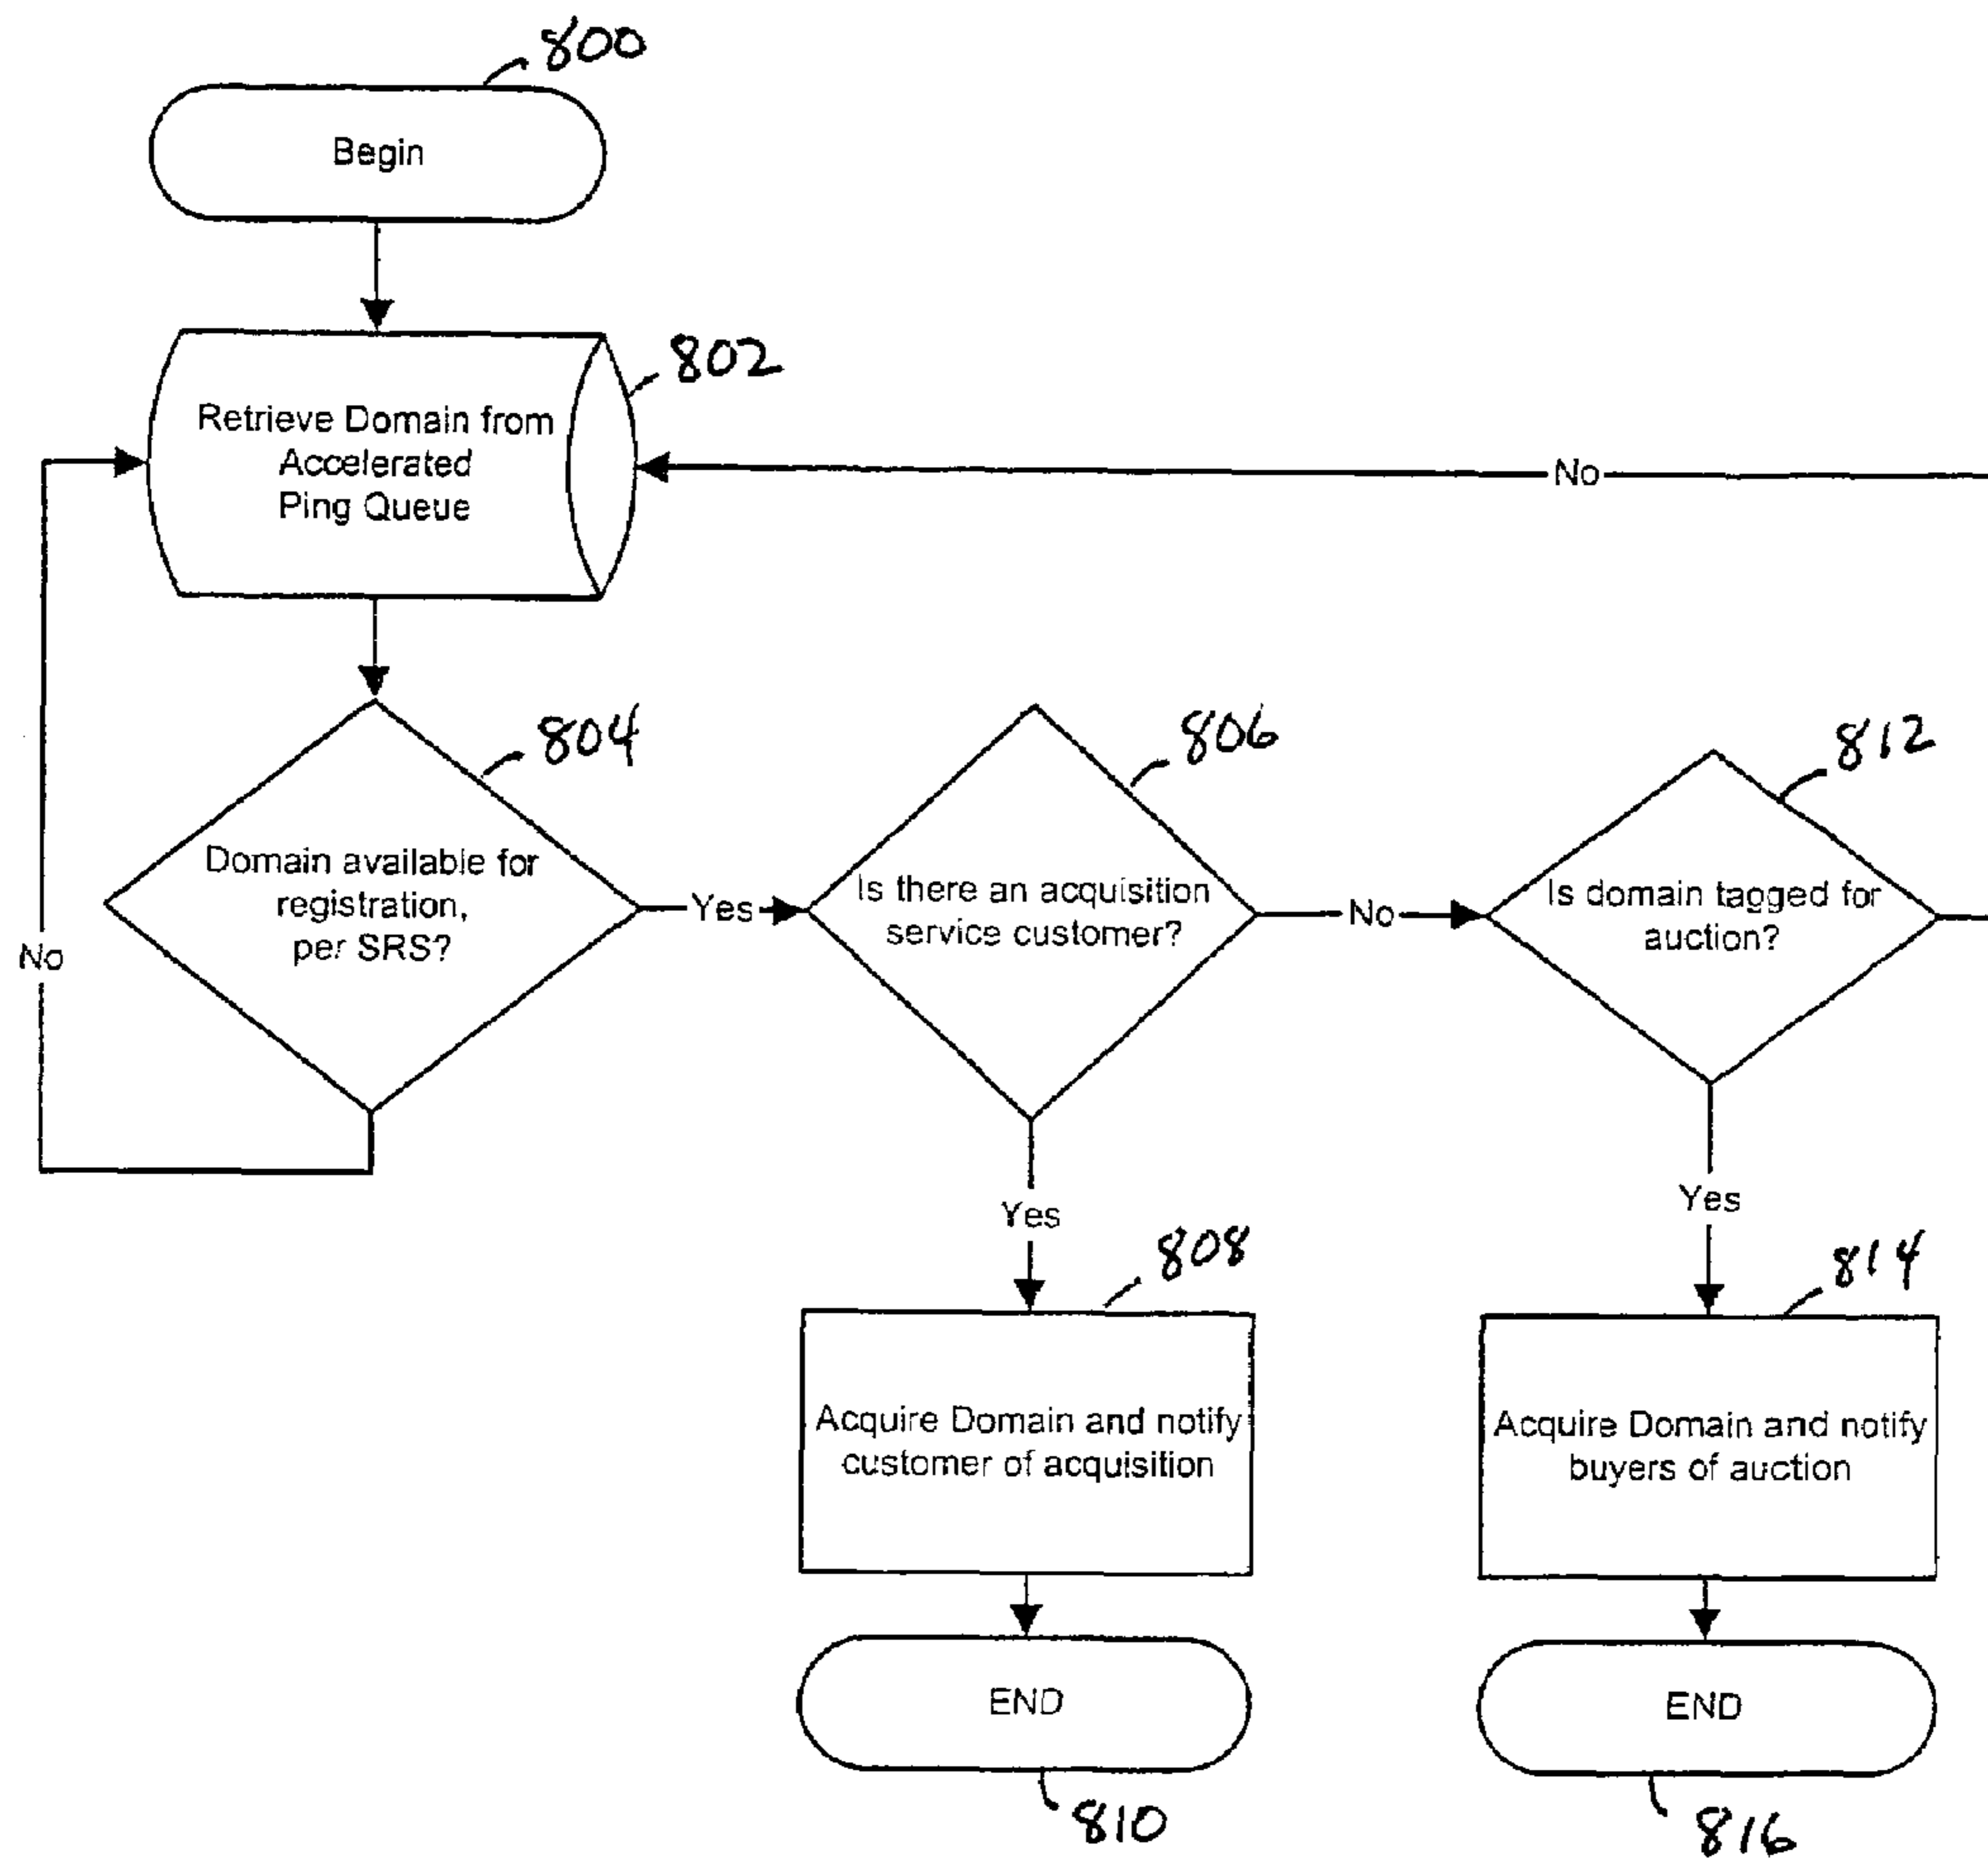 800
Begin
802
Retrieve Domain from
Accelerated
Ping Queue
No
804
806
812
Domain available for
registration,
per SRS?
Yes
Is there an acquisition
service customer?
No
Is domain tagged for
auction?
No
Yes
Yes
808
814
Acquire Domain and notify
customer of acquisition
Acquire Domain and notify
buyers of auction
END
END
810
816